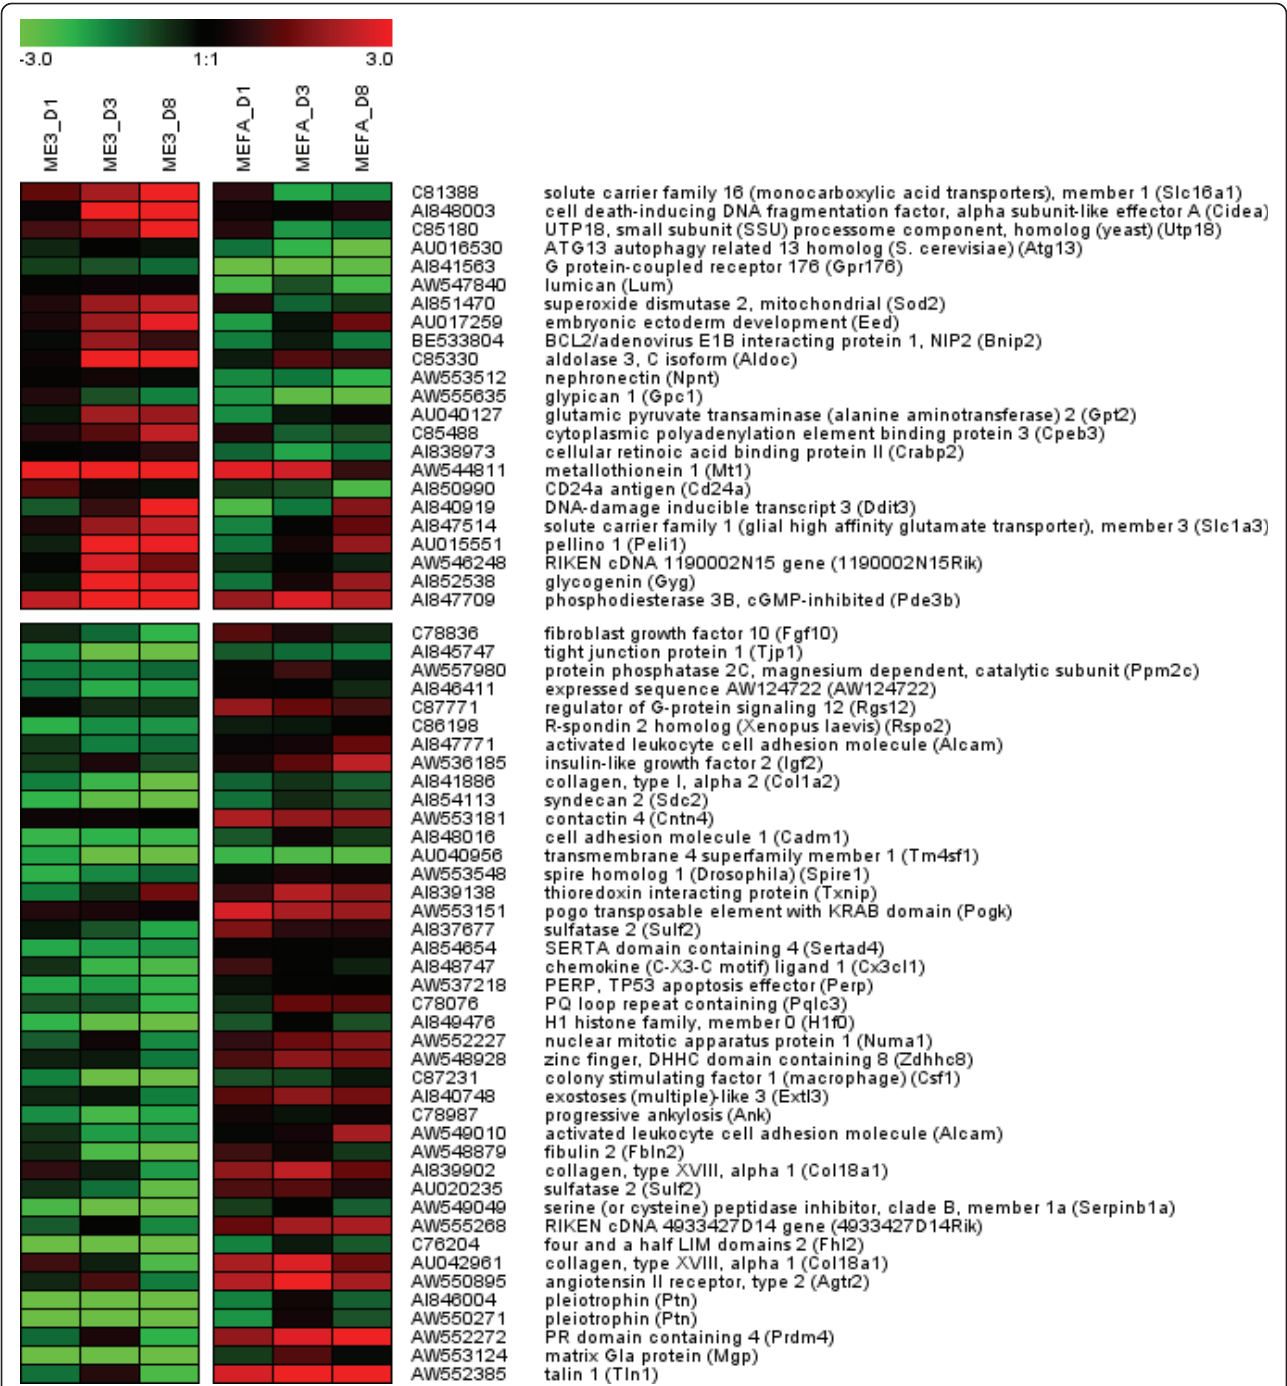 -3.0 1:1 3.0
ME3_D1 ME3_D3 ME3_D8 MEFA_D1 MEFA_D3 MEFA_D8
C81388 solute carrier family 16 (monocarboxylic acid transporters), member 1 (Slc16a1)
AI848003 cell death-inducing DNA fragmentation factor, alpha subunit-like effector A (Cidea)
C85180 UTP18, small subunit (SSU) processome component, homolog (yeast) (Utp18)
AU016530 ATG13 autophagy related 13 homolog (S. cerevisiae) (Atg13)
AI841563 G protein-coupled receptor 176 (Gpr176)
AW547840 lumican (Lum)
AI851470 superoxide dismutase 2, mitochondrial (Sod2)
AU017259 embryonic ectoderm development (Eed)
BE533804 BCL2/adenovirus E1B interacting protein 1, NIP2 (Bnip2)
C85330 aldolase 3, C isoform (Aldoc)
AW553512 nephronectin (Npnt)
AW555635 glypican 1 (Gpc1)
AU040127 glutamic pyruvate transaminase (alanine aminotransferase) 2 (Gpt2)
C85488 cytoplasmic polyadenylation element binding protein 3 (Cpeb3)
AI838973 cellular retinoic acid binding protein II (Crabp2)
AW544811 metallothionein 1 (Mt1)
AI850990 CD24a antigen (Cd24a)
AI840919 DNA-damage inducible transcript 3 (Ddit3)
AI847514 solute carrier family 1 (glial high affinity glutamate transporter), member 3 (Slc1a3)
AU015551 pellino 1 (Peli1)
AW546248 RIKEN cDNA 1190002N15 gene (1190002N15Rik)
AI852538 glycogenin (Gyg)
AI847709 phosphodiesterase 3B, cGMP-inhibited (Pde3b)
C78836 fibroblast growth factor 10 (Fgf10)
AI845747 tight junction protein 1 (Tjp1)
AW557980 protein phosphatase 2C, magnesium dependent, catalytic subunit (Ppm2c)
AI846411 expressed sequence AW124722 (AW124722)
C87771 regulator of G-protein signaling 12 (Rgs12)
C86198 R-spondin 2 homolog (Xenopus laevis) (Rspo2)
AI847771 activated leukocyte cell adhesion molecule (Alcam)
AW536185 insulin-like growth factor 2 (Igf2)
AI841886 collagen, type I, alpha 2 (Col1a2)
AI854113 syndecan 2 (Sdc2)
AW553181 contactin 4 (Cntn4)
AI848016 cell adhesion molecule 1 (Cadm1)
AU040956 transmembrane 4 superfamily member 1 (Tm4sf1)
AW553548 spire homolog 1 (Drosophila) (Spire1)
AI839138 thioredoxin interacting protein (Txnip)
AW553151 pogo transposable element with KRAB domain (Pogk)
AI837677 sulfatase 2 (Sulf2)
AI854654 SERTA domain containing 4 (Sertad4)
AI848747 chemokine (C-X3-C motif) ligand 1 (Cx3cl1)
AW537218 PERP, TP53 apoptosis effector (Perp)
C78076 PQ loop repeat containing (Pqlc3)
AI849476 H1 histone family, member 0 (H1f0)
AW552227 nuclear mitotic apparatus protein 1 (Numa1)
AW548928 zinc finger, DHHC domain containing 8 (Zdhhc8)
C87231 colony stimulating factor 1 (macrophage) (Csf1)
AI840748 exostoses (multiple)-like 3 (Extl3)
C78987 progressive ankylosis (Ank)
AW549010 activated leukocyte cell adhesion molecule (Alcam)
AW548879 fibulin 2 (Fbln2)
AI839902 collagen, type XVIII, alpha 1 (Col18a1)
AU020235 sulfatase 2 (Sulf2)
AW549049 serine (or cysteine) peptidase inhibitor, clade B, member 1a (Serpinb1a)
AW555268 RIKEN cDNA 4933427D14 gene (4933427D14Rik)
C76204 four and a half LIM domains 2 (Fhl2)
AU042961 collagen, type XVIII, alpha 1 (Col18a1)
AW550895 angiotensin II receptor, type 2 (Agtr2)
AI846004 pleiotrophin (Ptn)
AW550271 pleiotrophin (Ptn)
AW552272 PR domain containing 4 (Prdm4)
AW553124 matrix Gla protein (Mgp)
AW552385 talin 1 (Tln1)